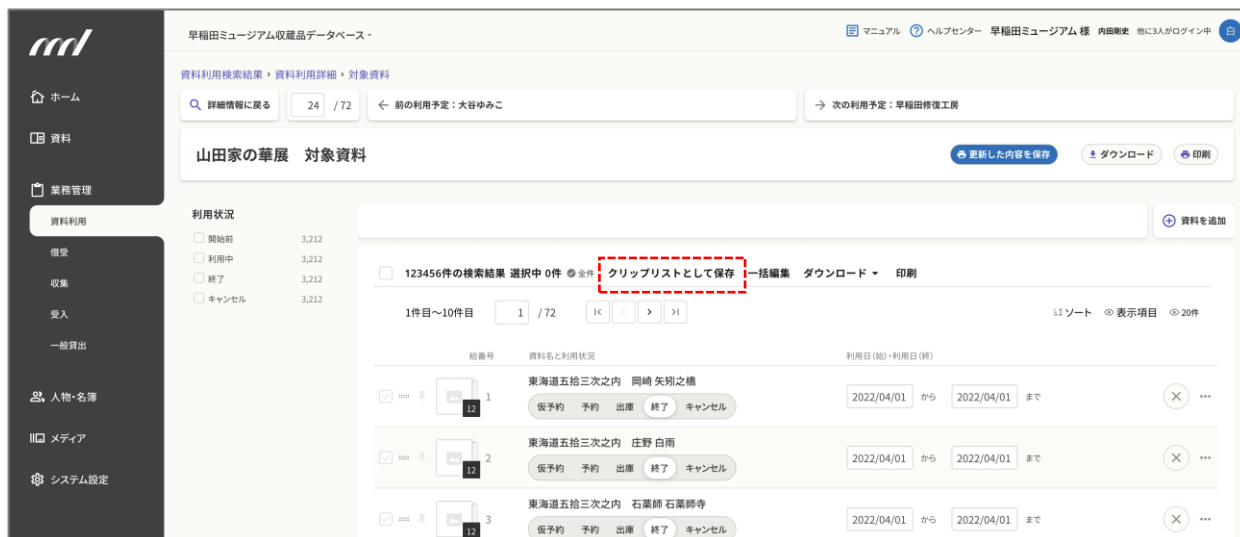 早稲田ミュージアム収蔵品データベース -
マニュアル ヘルプセンター 早稲田ミュージアム 様 内田剛史 他に3人がログイン中 白
資料利用検索結果 › 資料利用詳細 › 対象資料
詳細情報に戻る 24 / 72 ← 前の利用予定：大谷ゆみこ → 次の利用予定：早稲田修復工房
山田家の華展 対象資料
更新した内容を保存 ダウンロード 印刷
ホーム
資料
業務管理
資料利用
借受
収集
受入
一般貸出
人物・名簿
メディア
システム設定
利用状況
開始前 3,212
利用中 3,212
終了 3,212
キャンセル 3,212
資料を追加
123456件の検索結果 選択中 0件 全件 クリップリストとして保存 一括編集 ダウンロード 印刷
1件目～10件目 1 / 72 ソート 表示項目 20件
総番号 資料名と利用状況 利用日(始)・利用日(終)
東海道五拾三次之内 岡崎 矢矧之橋
12 1 仮予約 予約 出庫 終了 キャンセル 2022/04/01 から 2022/04/01 まで
東海道五拾三次之内 庄野 白雨
12 2 仮予約 予約 出庫 終了 キャンセル 2022/04/01 から 2022/04/01 まで
東海道五拾三次之内 石薬師 石薬師寺
12 3 仮予約 予約 出庫 終了 キャンセル 2022/04/01 から 2022/04/01 まで